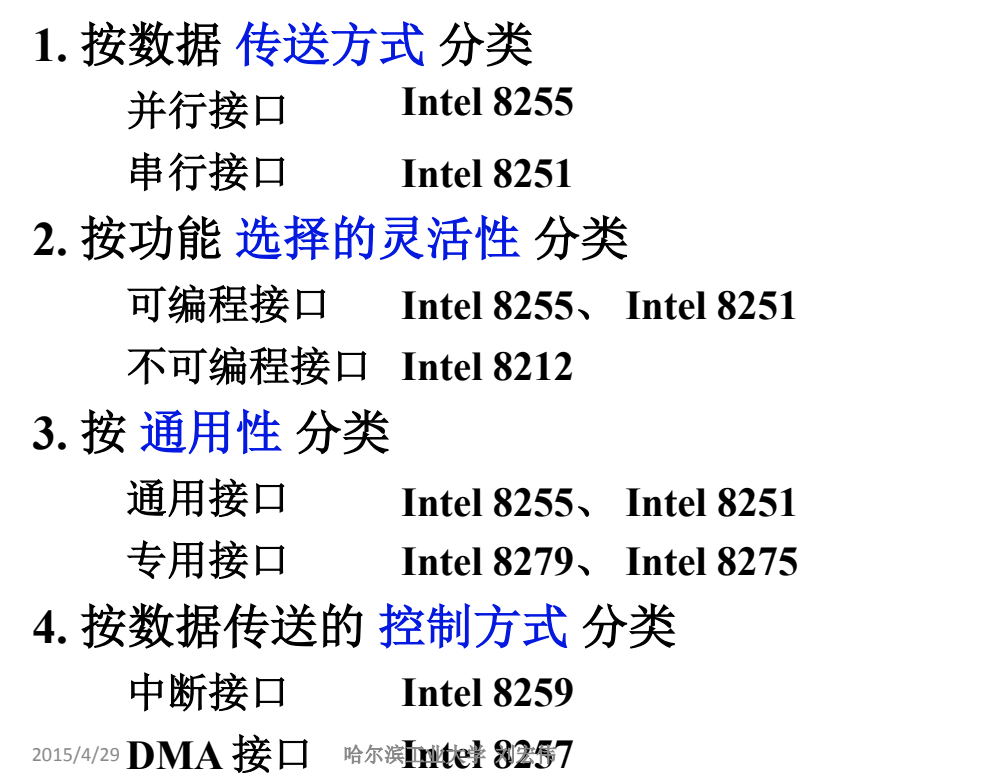 1. 按数据 传送方式 分类
并行接口 Intel 8255
串行接口 Intel 8251
2. 按功能 选择的灵活性 分类
可编程接口 Intel 8255、 Intel 8251
不可编程接口 Intel 8212
3. 按 通用性 分类
通用接口 Intel 8255、 Intel 8251
专用接口 Intel 8279、 Intel 8275
4. 按数据传送的 控制方式 分类
中断接口 Intel 8259
DMA 接口 Intel 8257
2015/4/29 哈尔滨工业大学 刘宏伟